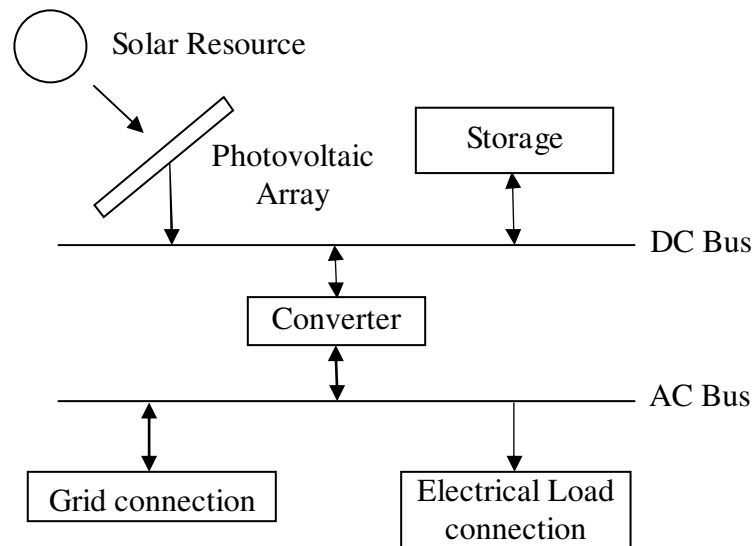 Solar Resource
Photovoltaic
Array
Storage
DC Bus
Converter
AC Bus
Grid connection
Electrical Load
connection